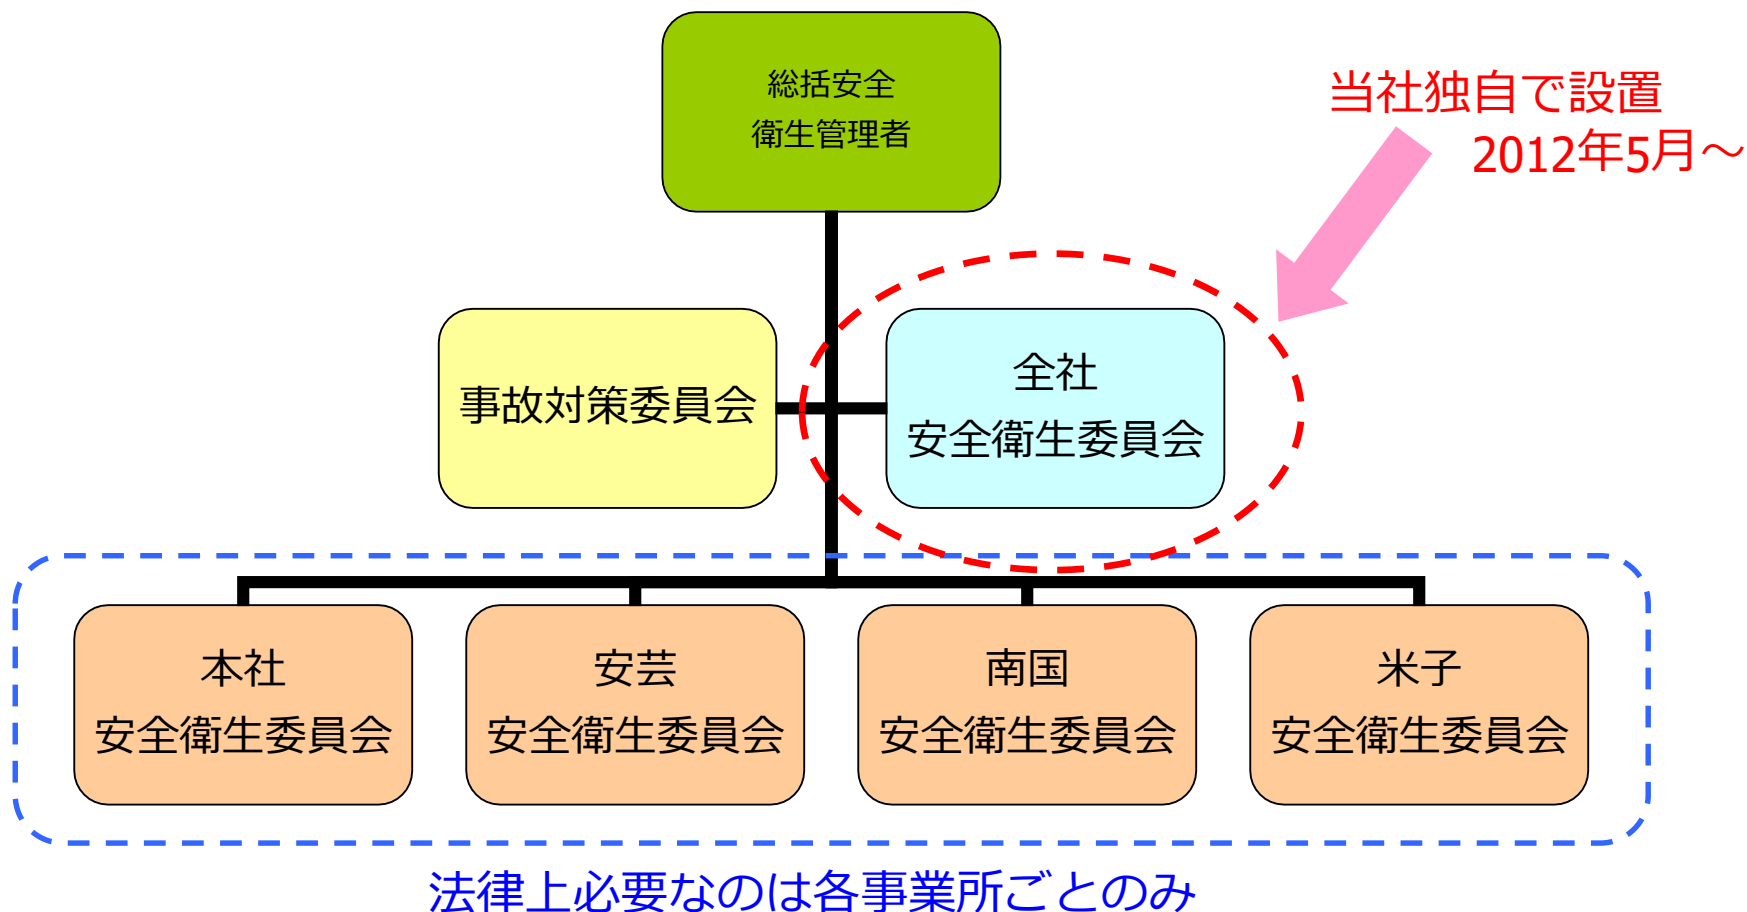 総括安全
衛生管理者
当社独自で設置
2012年5月～
事故対策委員会
全社
安全衛生委員会
本社
安全衛生委員会
安芸
安全衛生委員会
南国
安全衛生委員会
米子
安全衛生委員会
法律上必要なのは各事業所ごとのみ